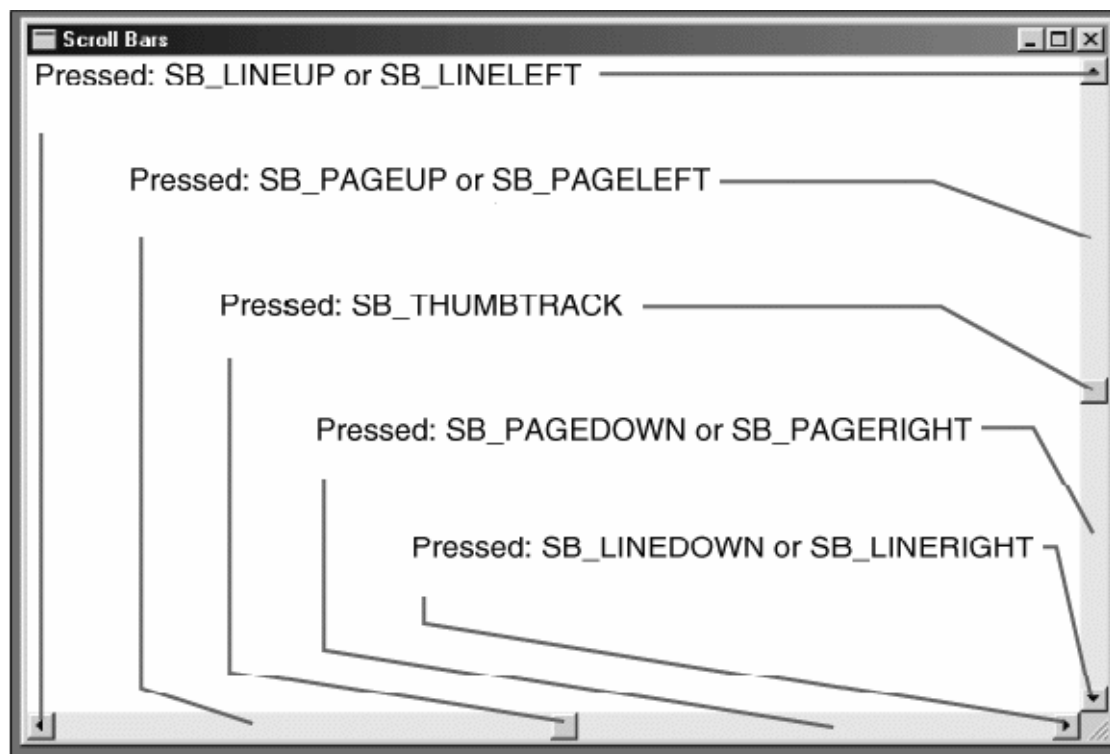 Scroll Bars
Pressed: SB_LINEUP or SB_LINELEFT
Pressed: SB_PAGEUP or SB_PAGELEFT
Pressed: SB_THUMBTRACK
Pressed: SB_PAGEDOWN or SB_PAGERIGHT
Pressed: SB_LINEDOWN or SB_LINERIGHT